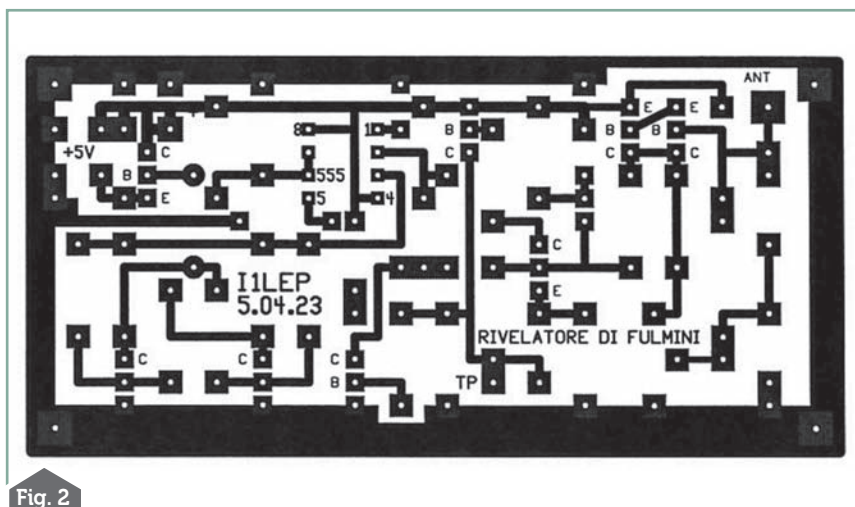 ANT
E E
8 1 B B B
+5V C C C C
B 555
E 5 4
C
I1LEP
5.04.23
E
RIVELATORE DI FULMINI
C C C
B TP
Fig. 2